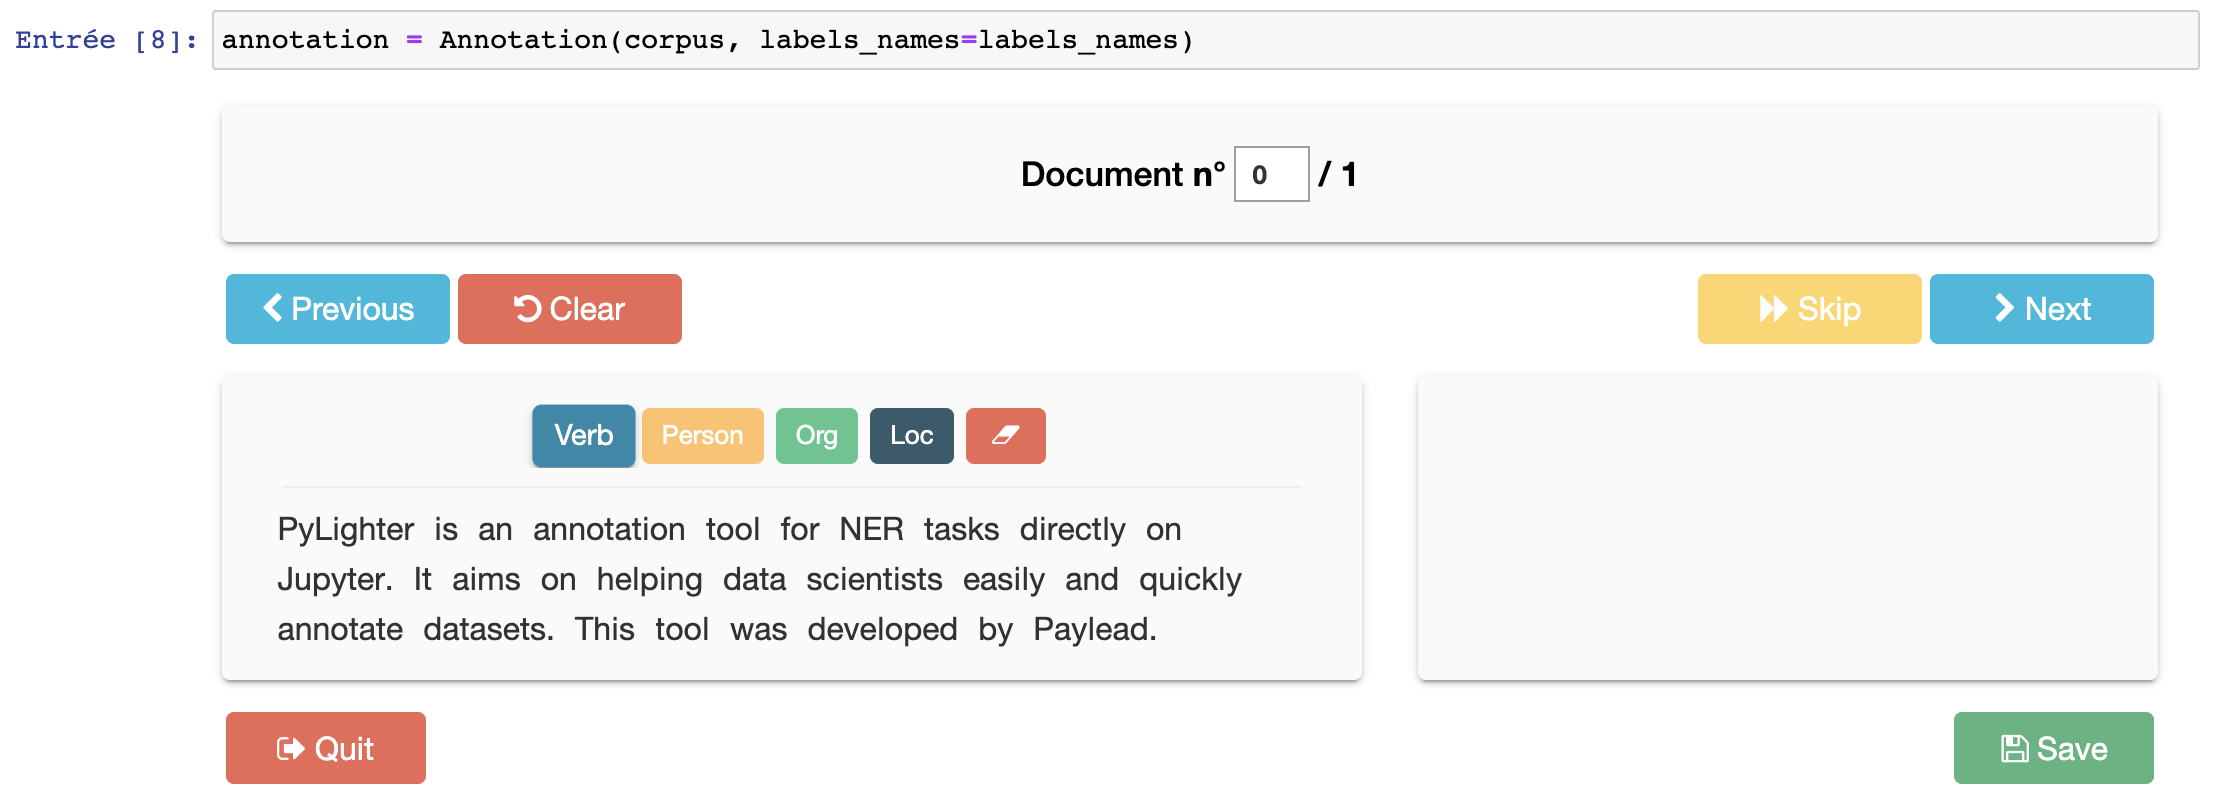 Entrée [8]: annotation = Annotation(corpus, labels_names=labels_names)
Document n° 0 / 1
Previous Clear Skip Next
Verb Person Org Loc
PyLighter is an annotation tool for NER tasks directly on
Jupyter. It aims on helping data scientists easily and quickly
annotate datasets. This tool was developed by Paylead.
Quit Save